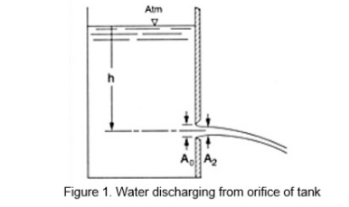 Atm
h
A₀ A₂
Figure 1. Water discharging from orifice of tank